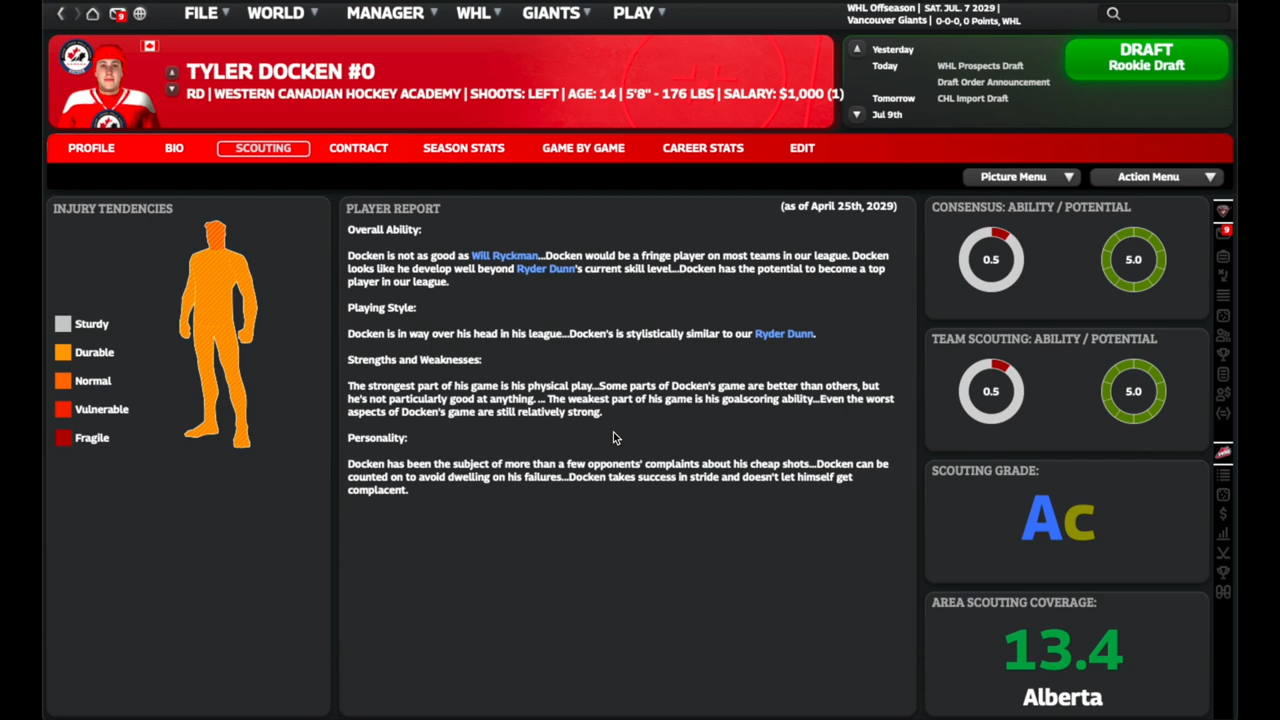 FILE WORLD MANAGER WHL GIANTS PLAY
9
WHL Offseason | SAT. JUL. 7 2029 |
Vancouver Giants | 0-0-0, 0 Points, WHL
TYLER DOCKEN #0
RD | WESTERN CANADIAN HOCKEY ACADEMY | SHOOTS: LEFT | AGE: 14 | 5'8" - 176 LBS | SALARY: $1,000 (1)
Yesterday
Today WHL Prospects Draft
Draft Order Announcement
Tomorrow CHL Import Draft
Jul 9th
DRAFT
Rookie Draft
PROFILE BIO SCOUTING CONTRACT SEASON STATS GAME BY GAME CAREER STATS EDIT
Picture Menu Action Menu
INJURY TENDENCIES
Sturdy
Durable
Normal
Vulnerable
Fragile
PLAYER REPORT (as of April 25th, 2029)
Overall Ability:
Docken is not as good as Will Ryckman...Docken would be a fringe player on most teams in our league. Docken
looks like he develop well beyond Ryder Dunn's current skill level...Docken has the potential to become a top
player in our league.
Playing Style:
Docken is in way over his head in his league...Docken's is stylistically similar to our Ryder Dunn.
Strengths and Weaknesses:
The strongest part of his game is his physical play...Some parts of Docken's game are better than others, but
he's not particularly good at anything. ... The weakest part of his game is his goalscoring ability...Even the worst
aspects of Docken's game are still relatively strong.
Personality:
Docken has been the subject of more than a few opponents' complaints about his cheap shots...Docken can be
counted on to avoid dwelling on his failures...Docken takes success in stride and doesn't let himself get
complacent.
CONSENSUS: ABILITY / POTENTIAL
0.5 5.0
TEAM SCOUTING: ABILITY / POTENTIAL
0.5 5.0
SCOUTING GRADE:
Ac
AREA SCOUTING COVERAGE:
13.4
Alberta
9